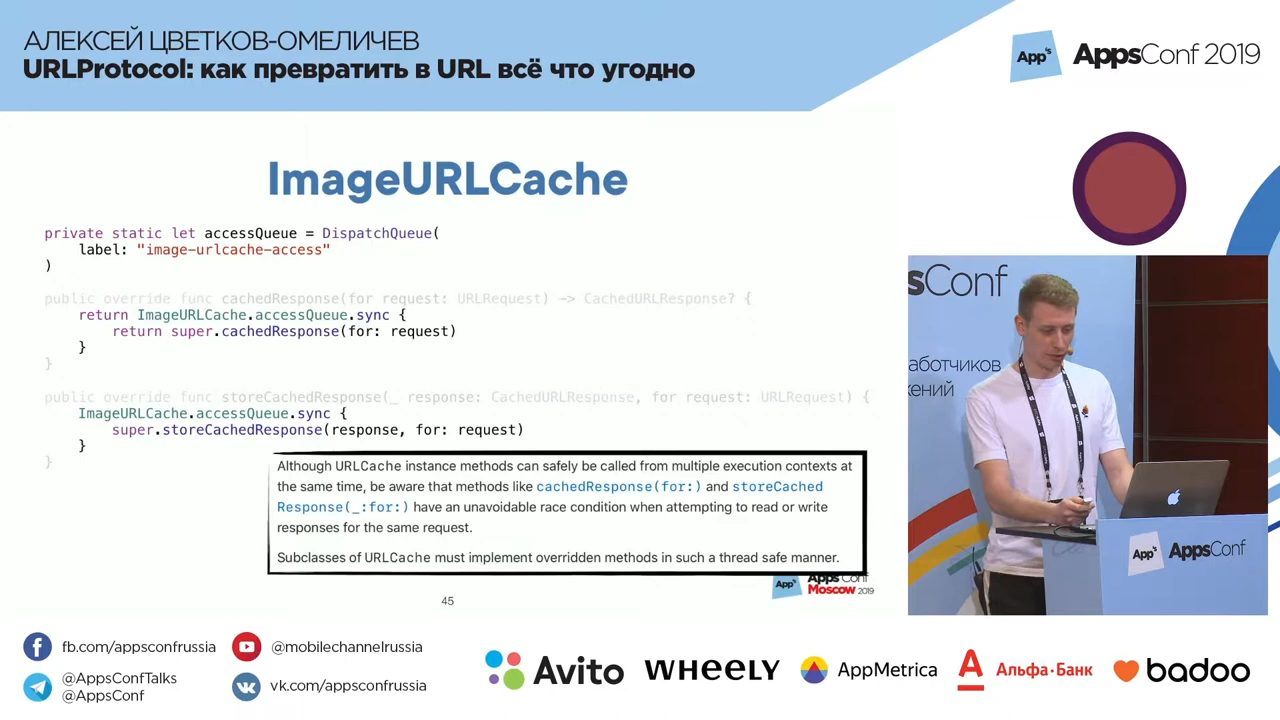 АЛЕКСЕЙ ЦВЕТКОВ-ОМЕЛИЧЕВ
URLProtocol: как превратить в URL всё что угодно
App's
AppsConf 2019
ImageURLCache
private static let accessQueue = DispatchQueue(
label: "image-urlcache-access"
)
public override func cachedResponse(for request: URLRequest) -> CachedURLResponse? {
return ImageURLCache.accessQueue.sync {
return super.cachedResponse(for: request)
}
}
public override func storeCachedResponse(_ response: CachedURLResponse, for request: URLRequest) {
ImageURLCache.accessQueue.sync {
super.storeCachedResponse(response, for: request)
}
}
Although URLCache instance methods can safely be called from multiple execution contexts at
the same time, be aware that methods like cachedResponse(for:) and storeCached
Response(_:for:) have an unavoidable race condition when attempting to read or write
responses for the same request.
Subclasses of URLCache must implement overridden methods in such a thread safe manner.
App's
Apps Conf
Moscow 2019
45
sConf
аботчиков
жений
App's
AppsConf
fb.com/appsconfrussia
@mobilechannelrussia
@AppsConfTalks
@AppsConf
vk.com/appsconfrussia
Avito
WHEELY
AppMetrica
Альфа·Банк
badoo